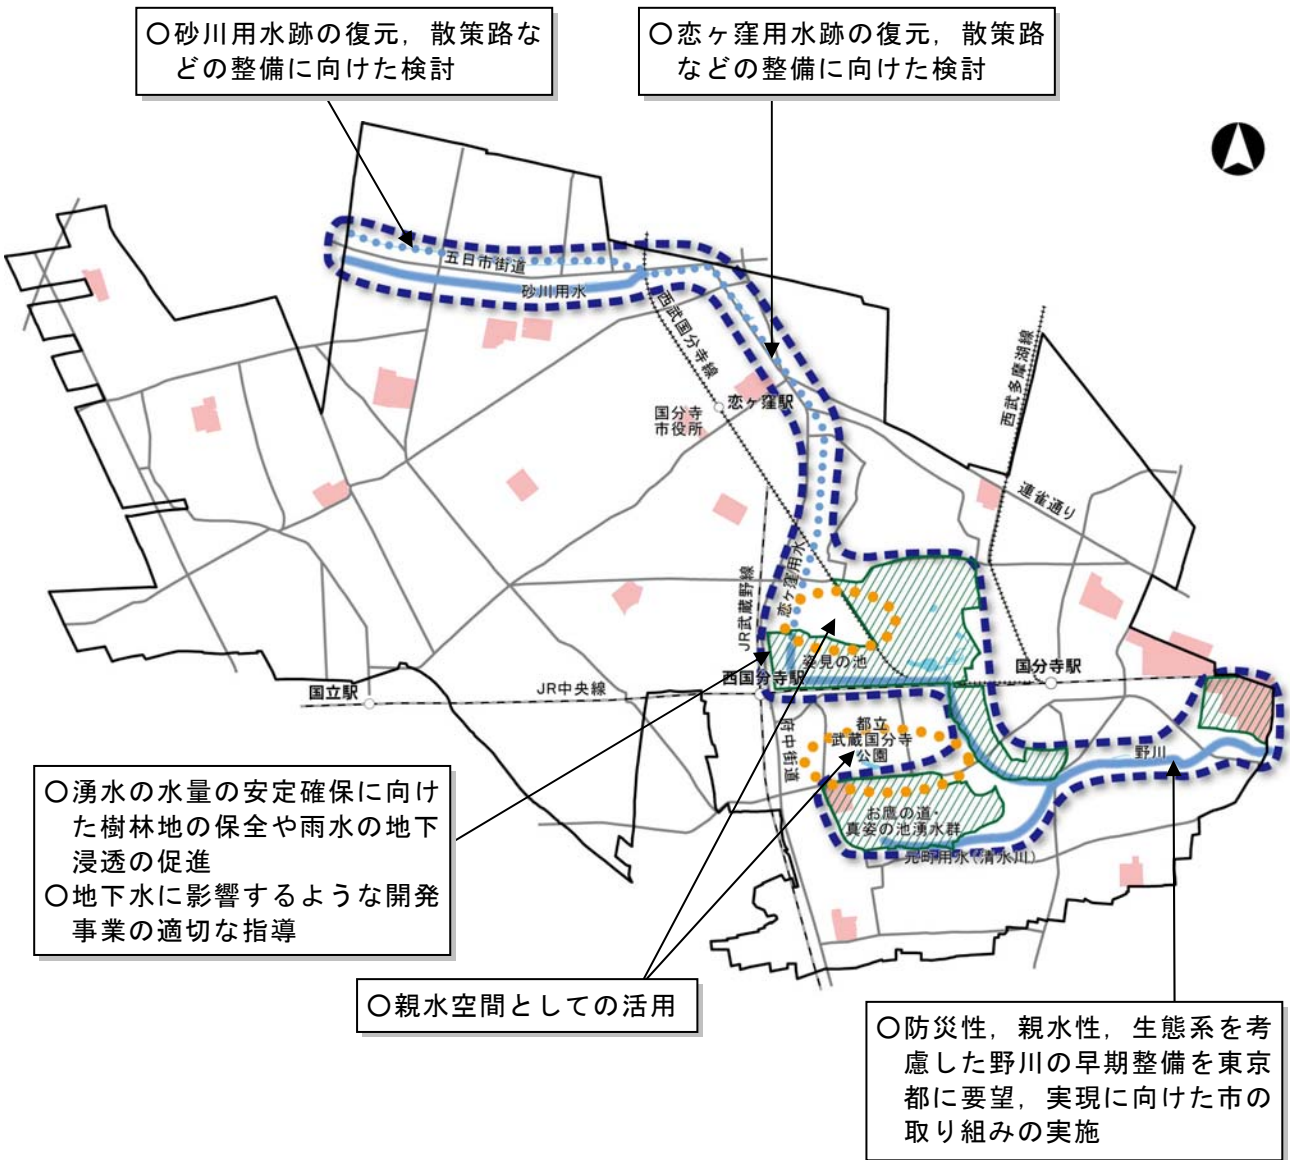 ○砂川用水跡の復元，散策路な
どの整備に向けた検討
○恋ヶ窪用水跡の復元，散策路
などの整備に向けた検討
五日市街道
砂川用水
西武国分寺線
西武多摩湖線
恋ヶ窪駅
国分寺
市役所
連雀通り
恋ヶ窪用水
JR武蔵野線
姿見の池
西国分寺駅
国分寺駅
国立駅
JR中央線
府中街道
都立
武蔵国分寺
公園
野川
お鷹の道・
真姿の池湧水群
元町用水（清水川）
○湧水の水量の安定確保に向け
た樹林地の保全や雨水の地下
浸透の促進
○地下水に影響するような開発
事業の適切な指導
○親水空間としての活用
○防災性，親水性，生態系を考
慮した野川の早期整備を東京
都に要望，実現に向けた市の
取り組みの実施